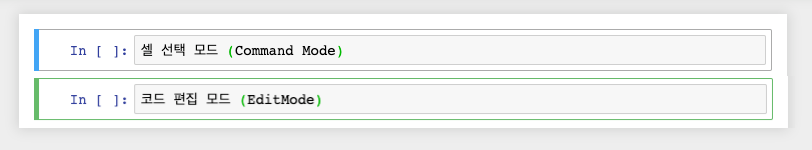 In [ ]: 셀 선택 모드 (Command Mode)
In [ ]: 코드 편집 모드 (EditMode)